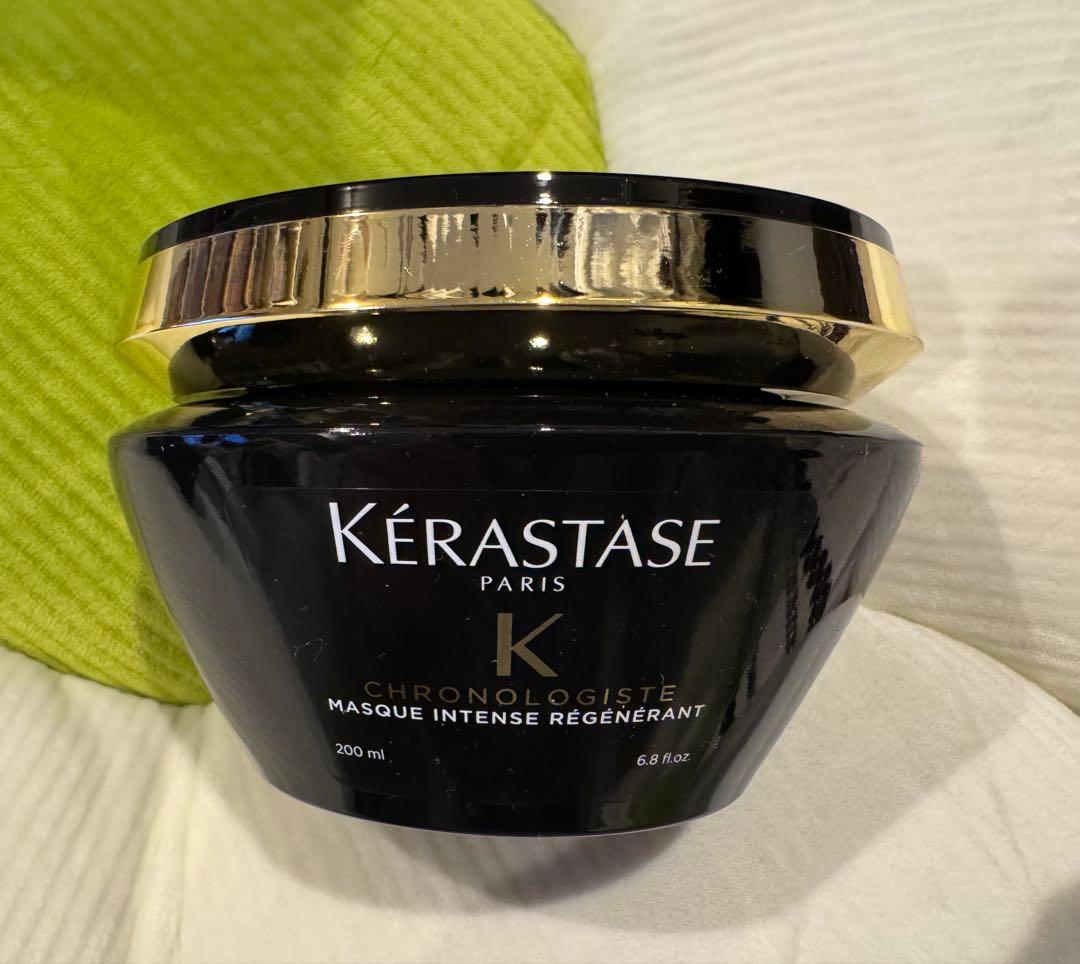 KÉRASTASE
PARIS
K
CHRONOLOGISTE
MASQUE INTENSE RÉGÉNÉRANT
200 ml 6.8 fl.oz.